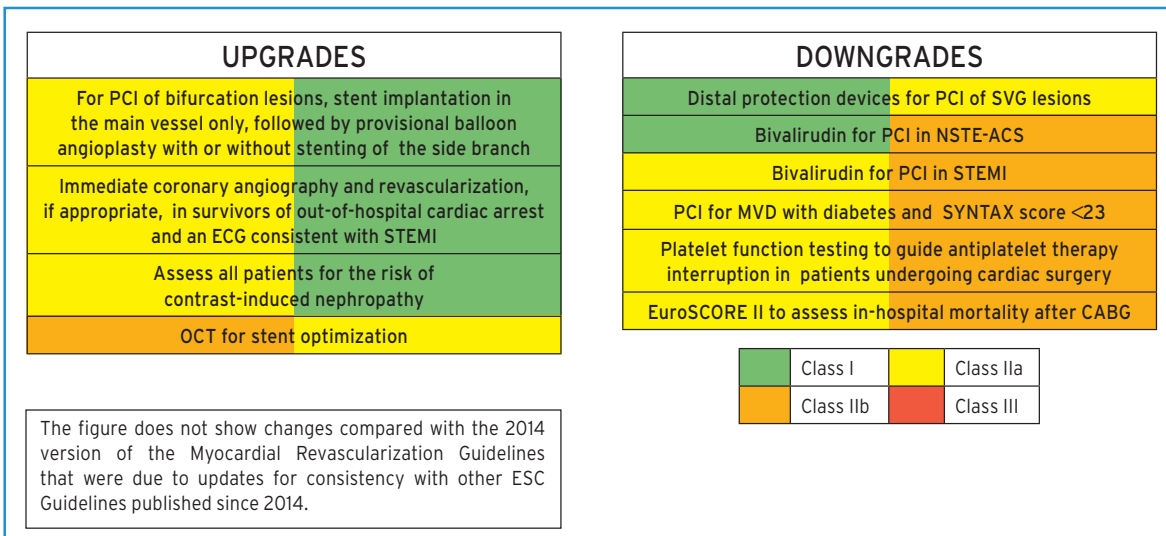 UPGRADES
For PCI of bifurcation lesions, stent implantation in
the main vessel only, followed by provisional balloon
angioplasty with or without stenting of the side branch
Immediate coronary angiography and revascularization,
if appropriate, in survivors of out-of-hospital cardiac arrest
and an ECG consistent with STEMI
Assess all patients for the risk of
contrast-induced nephropathy
OCT for stent optimization
The figure does not show changes compared with the 2014
version of the Myocardial Revascularization Guidelines
that were due to updates for consistency with other ESC
Guidelines published since 2014.
DOWNGRADES
Distal protection devices for PCI of SVG lesions
Bivalirudin for PCI in NSTE-ACS
Bivalirudin for PCI in STEMI
PCI for MVD with diabetes and SYNTAX score <23
Platelet function testing to guide antiplatelet therapy
interruption in patients undergoing cardiac surgery
EuroSCORE II to assess in-hospital mortality after CABG
Class I
Class IIa
Class IIb
Class III